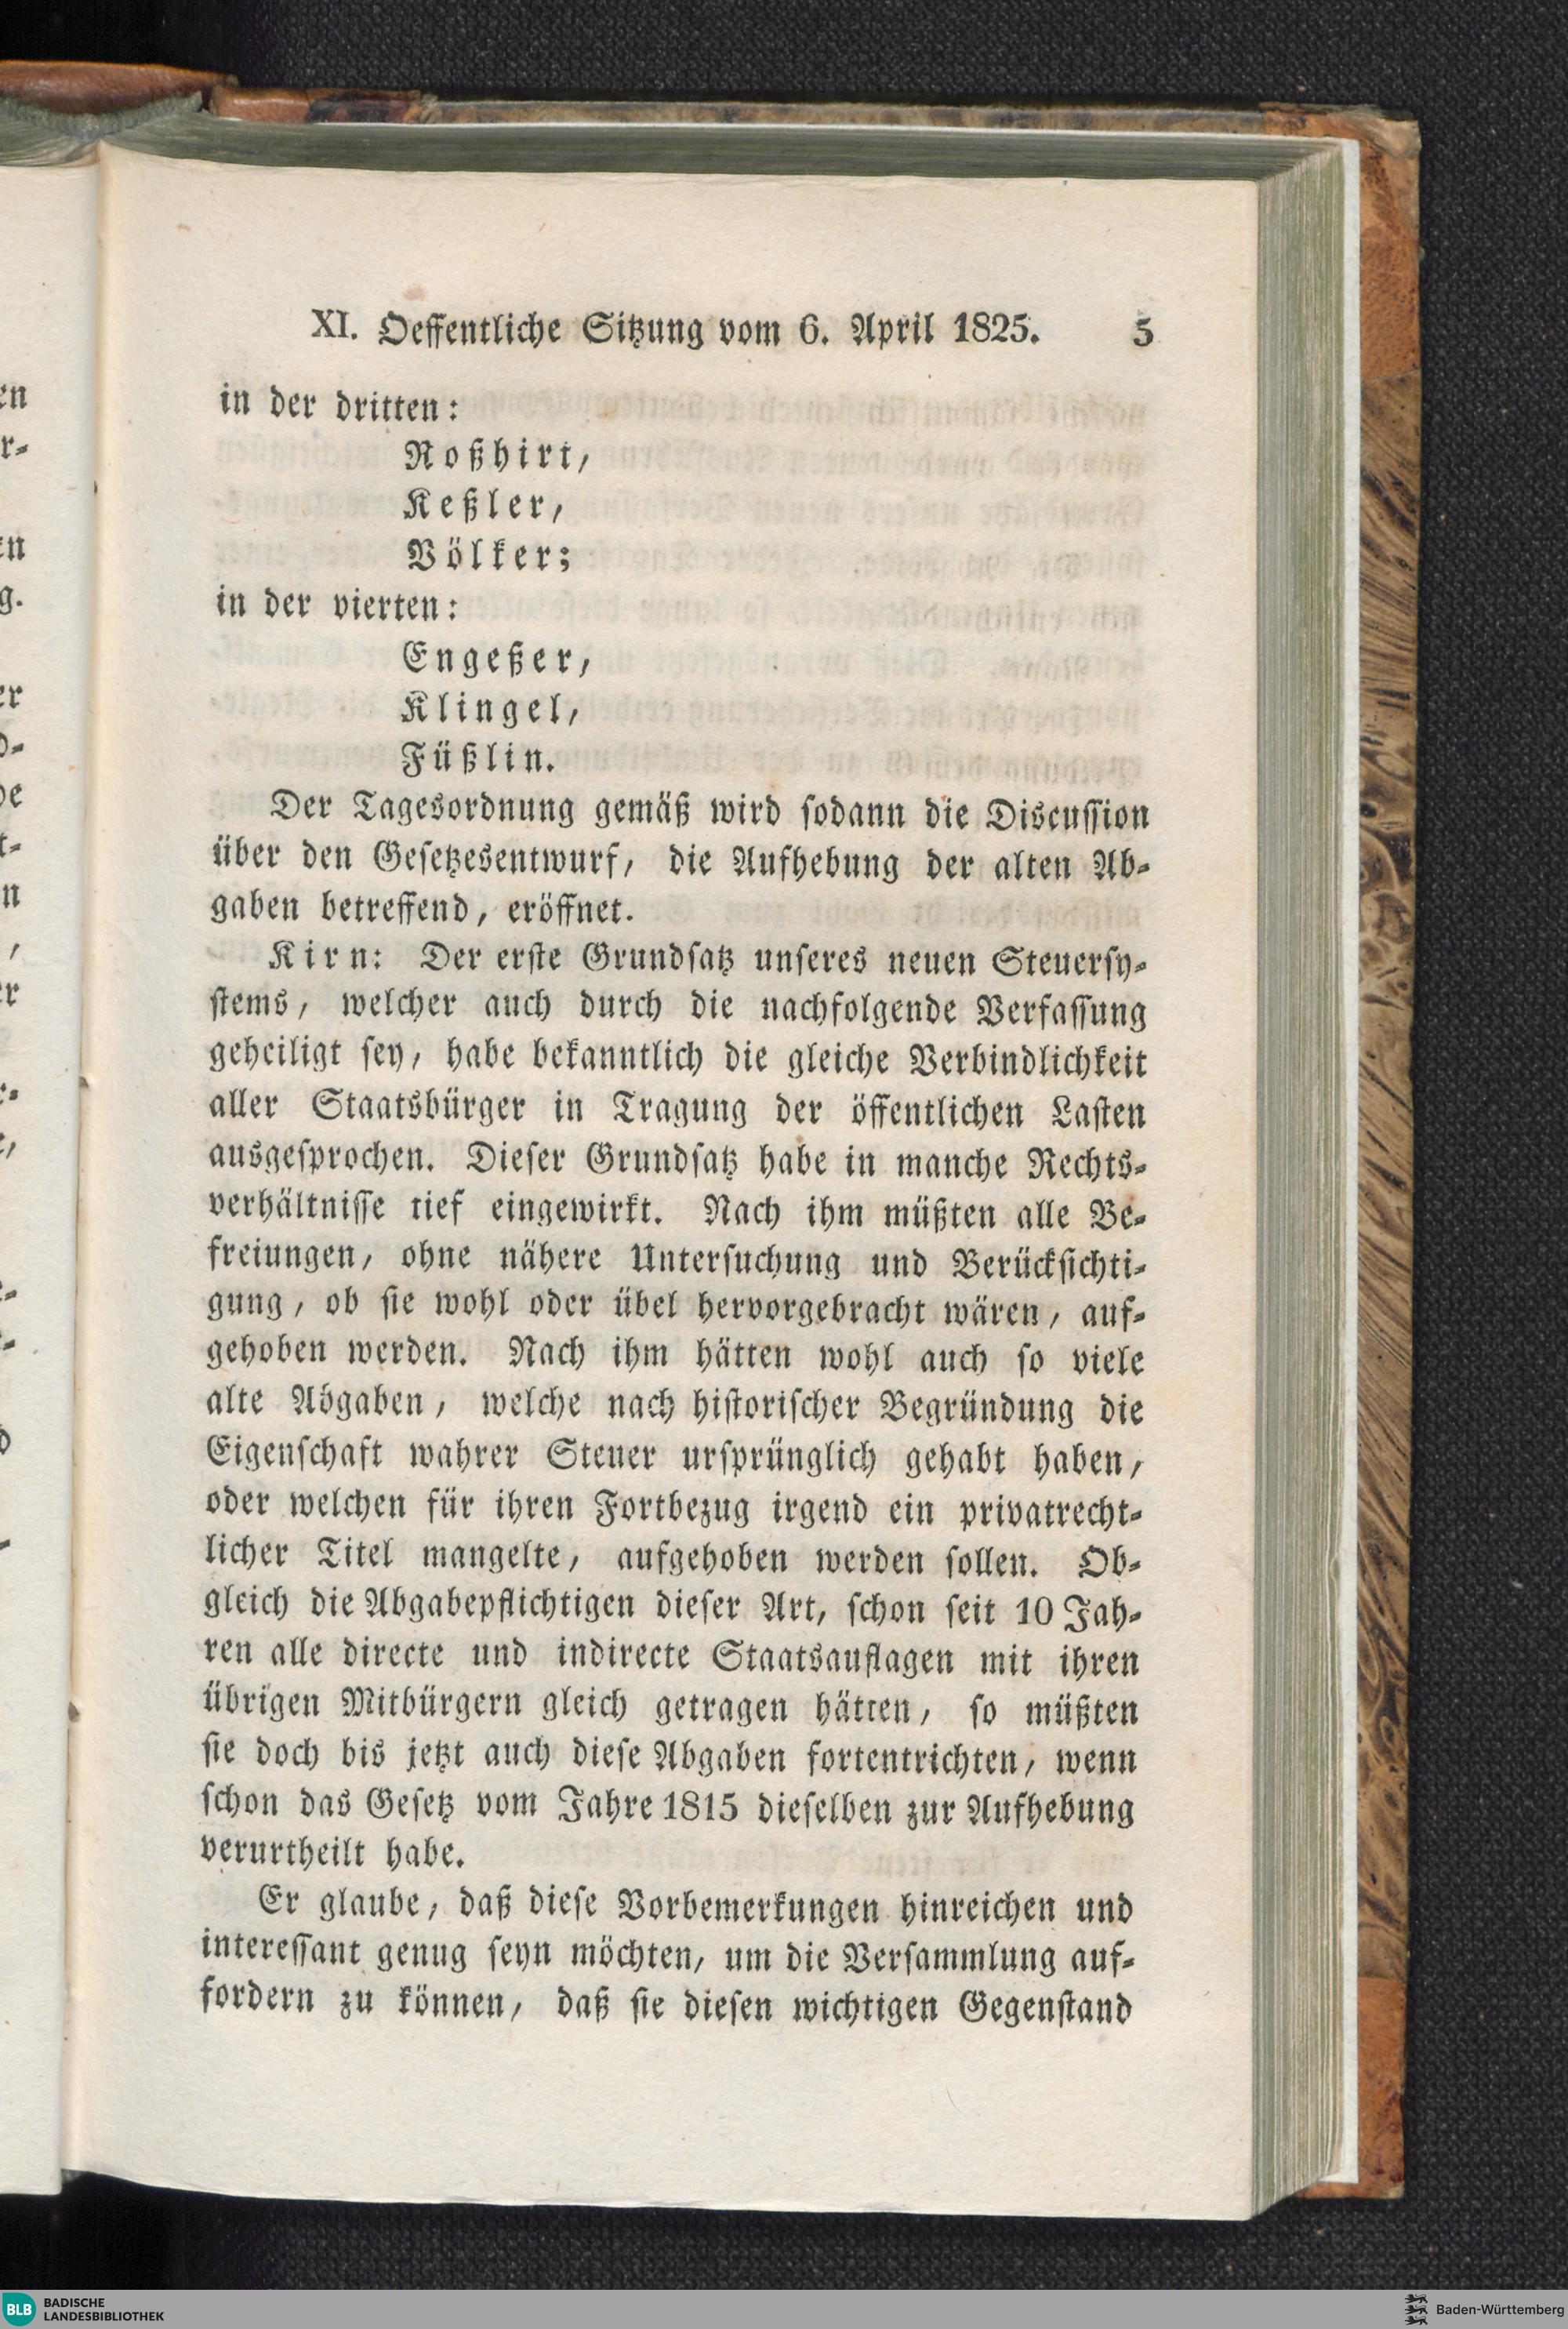 XI. Oeffentliche Sitzung vom 6. April 1825. 5
in der dritten:
Roßhirt,
Keßler,
Völker;
in der vierten:
Engeßer,
Klingel,
Füßlin.
Der Tagesordnung gemäß wird sodann die Discussion
über den Gesetzesentwurf, die Aufhebung der alten Ab-
gaben betreffend, eröffnet.
Kirn: Der erste Grundsatz unseres neuen Steuersy-
stems, welcher auch durch die nachfolgende Verfassung
geheiligt sey, habe bekanntlich die gleiche Verbindlichkeit
aller Staatsbürger in Tragung der öffentlichen Lasten
ausgesprochen. Dieser Grundsatz habe in manche Rechts-
verhältnisse tief eingewirkt. Nach ihm müßten alle Be-
freiungen, ohne nähere Untersuchung und Berücksichti-
gung, ob sie wohl oder übel hervorgebracht wären, auf-
gehoben werden. Nach ihm hätten wohl auch so viele
alte Abgaben, welche nach historischer Begründung die
Eigenschaft wahrer Steuer ursprünglich gehabt haben,
oder welchen für ihren Fortbezug irgend ein privatrecht-
licher Titel mangelte, aufgehoben werden sollen. Ob-
gleich die Abgabepflichtigen dieser Art, schon seit 10 Jah-
ren alle directe und indirecte Staatsauflagen mit ihren
übrigen Mitbürgern gleich getragen hätten, so müßten
sie doch bis jetzt auch diese Abgaben fortentrichten, wenn
schon das Gesetz vom Jahre 1815 dieselben zur Aufhebung
verurtheilt habe.
Er glaube, daß diese Vorbemerkungen hinreichen und
interessant genug seyn möchten, um die Versammlung auf-
fordern zu können, daß sie diesen wichtigen Gegenstand
BLB BADISCHE
LANDESBIBLIOTHEK
Baden-Württemberg